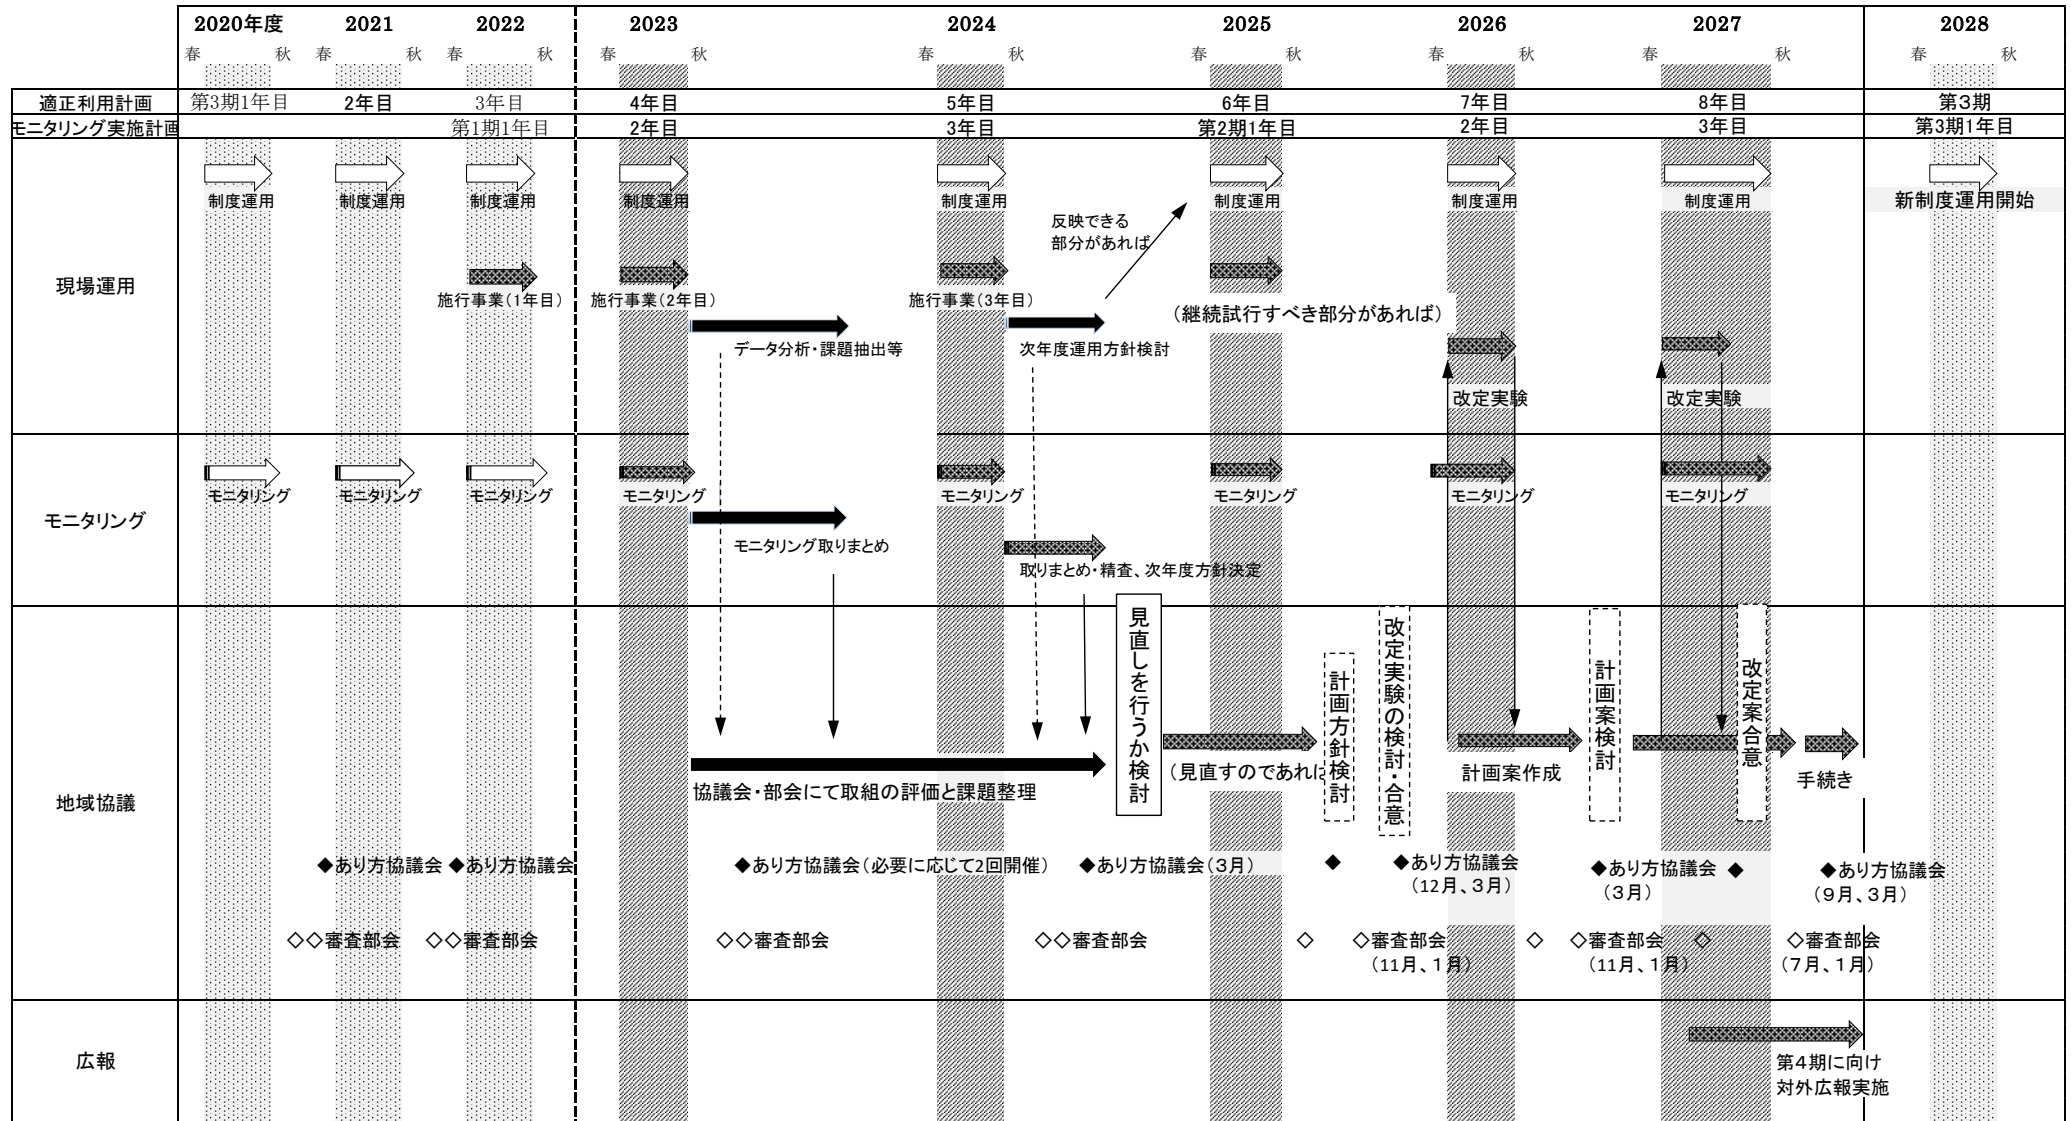 2020年度 2021 2022 2023 2024 2025 2026 2027 2028
春 秋 春 秋 春 秋 春 秋 春 秋 春 秋 春 秋 春 秋 春 秋
適正利用計画 第3期1年目 2年目 3年目 4年目 5年目 6年目 7年目 8年目 第３期
モニタリング実施計画 第1期1年目 2年目 3年目 第2期1年目 2年目 3年目 第3期1年目
現場運用
制度運用 制度運用 制度運用 制度運用 制度運用 制度運用 制度運用 制度運用 新制度運用開始
反映できる
部分があれば
施行事業（1年目） 施行事業（2年目） 施行事業（3年目）
（継続試行すべき部分があれば）
データ分析・課題抽出等 次年度運用方針検討
改定実験 改定実験
モニタリング
モニタリング モニタリング モニタリング モニタリング モニタリング モニタリング モニタリング モニタリング
モニタリング取りまとめ
取りまとめ・精査、次年度方針決定
地域協議
見直しを行うか検討
計画方針検討
改定実験の検討・合意
計画案検討
改定案合意
（見直すのであれば
計画案作成
手続き
協議会・部会にて取組の評価と課題整理
◆あり方協議会 ◆あり方協議会 ◆あり方協議会（必要に応じて2回開催） ◆あり方協議会（３月） ◆ ◆あり方協議会
（12月、３月）
◆あり方協議会 ◆
（３月）
◆あり方協議会
（９月、３月）
◇◇審査部会 ◇◇審査部会 ◇◇審査部会 ◇◇審査部会 ◇ ◇審査部会
（11月、１月）
◇ ◇審査部会
（11月、１月）
◇ ◇審査部会
（７月、１月）
広報
第４期に向け
対外広報実施